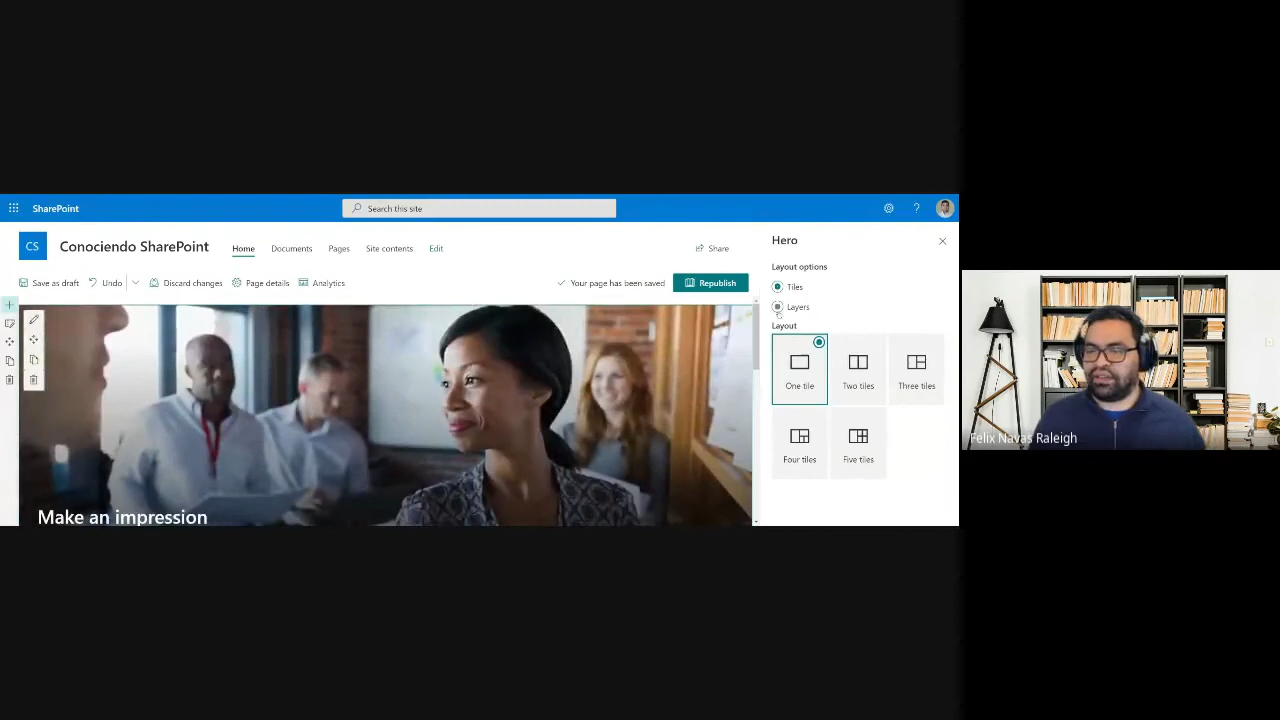 SharePoint
Search this site
?
CS
Conociendo SharePoint
Home
Documents
Pages
Site contents
Edit
Share
Save as draft
Undo
Discard changes
Page details
Analytics
Your page has been saved
Republish
Make an impression
Hero
Layout options
Tiles
Layers
Layout
One tile
Two tiles
Three tiles
Four tiles
Five tiles
Felix Navas Raleigh